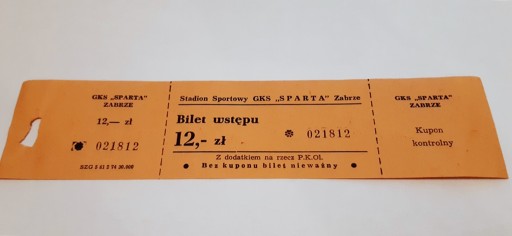 GKS „SPARTA”
ZABRZE
12,— zł
021812
Stadion Sportowy GKS „SPARTA” Zabrze
Bilet wstępu
12,- zł
021812
Z dodatkiem na rzecz P.K.Ol.
Bez kuponu bilet nieważny
GKS „SPARTA”
ZABRZE
Kupon
kontrolny